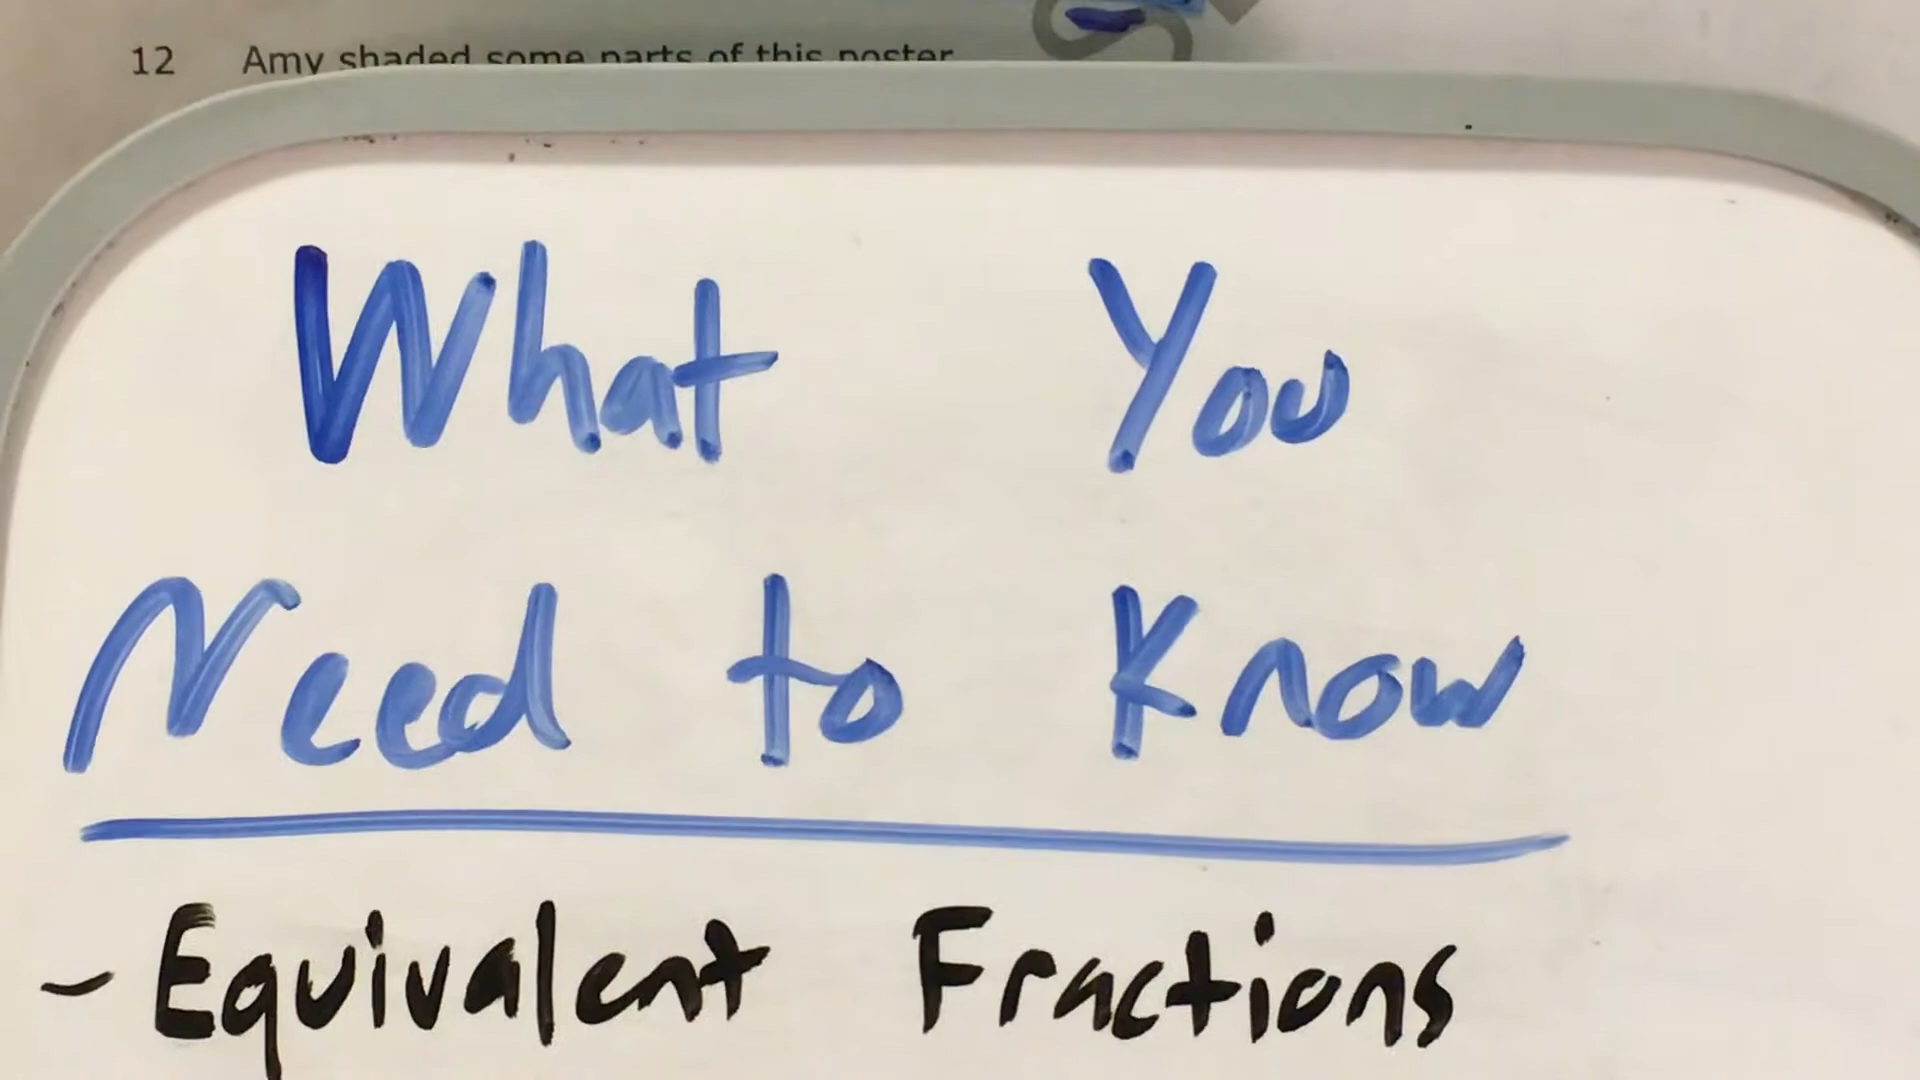 12 Amy shaded some parts of this poster
What You
Need to Know
- Equivalent Fractions